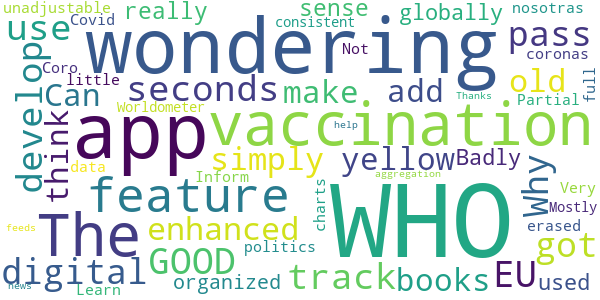 unadjustable Covid really sense globally nosotras
use wondering consistent pass coronas
Coro little Not
develop Can seconds make add old full
Worldometer Thanks Partial
think app vaccination
help
data simply yellow Badly Why Very
Inform aggregation
feature WHO Mostly
The enhanced charts erased got
feeds GOOD politics
digital organized track books EU used
news Learn